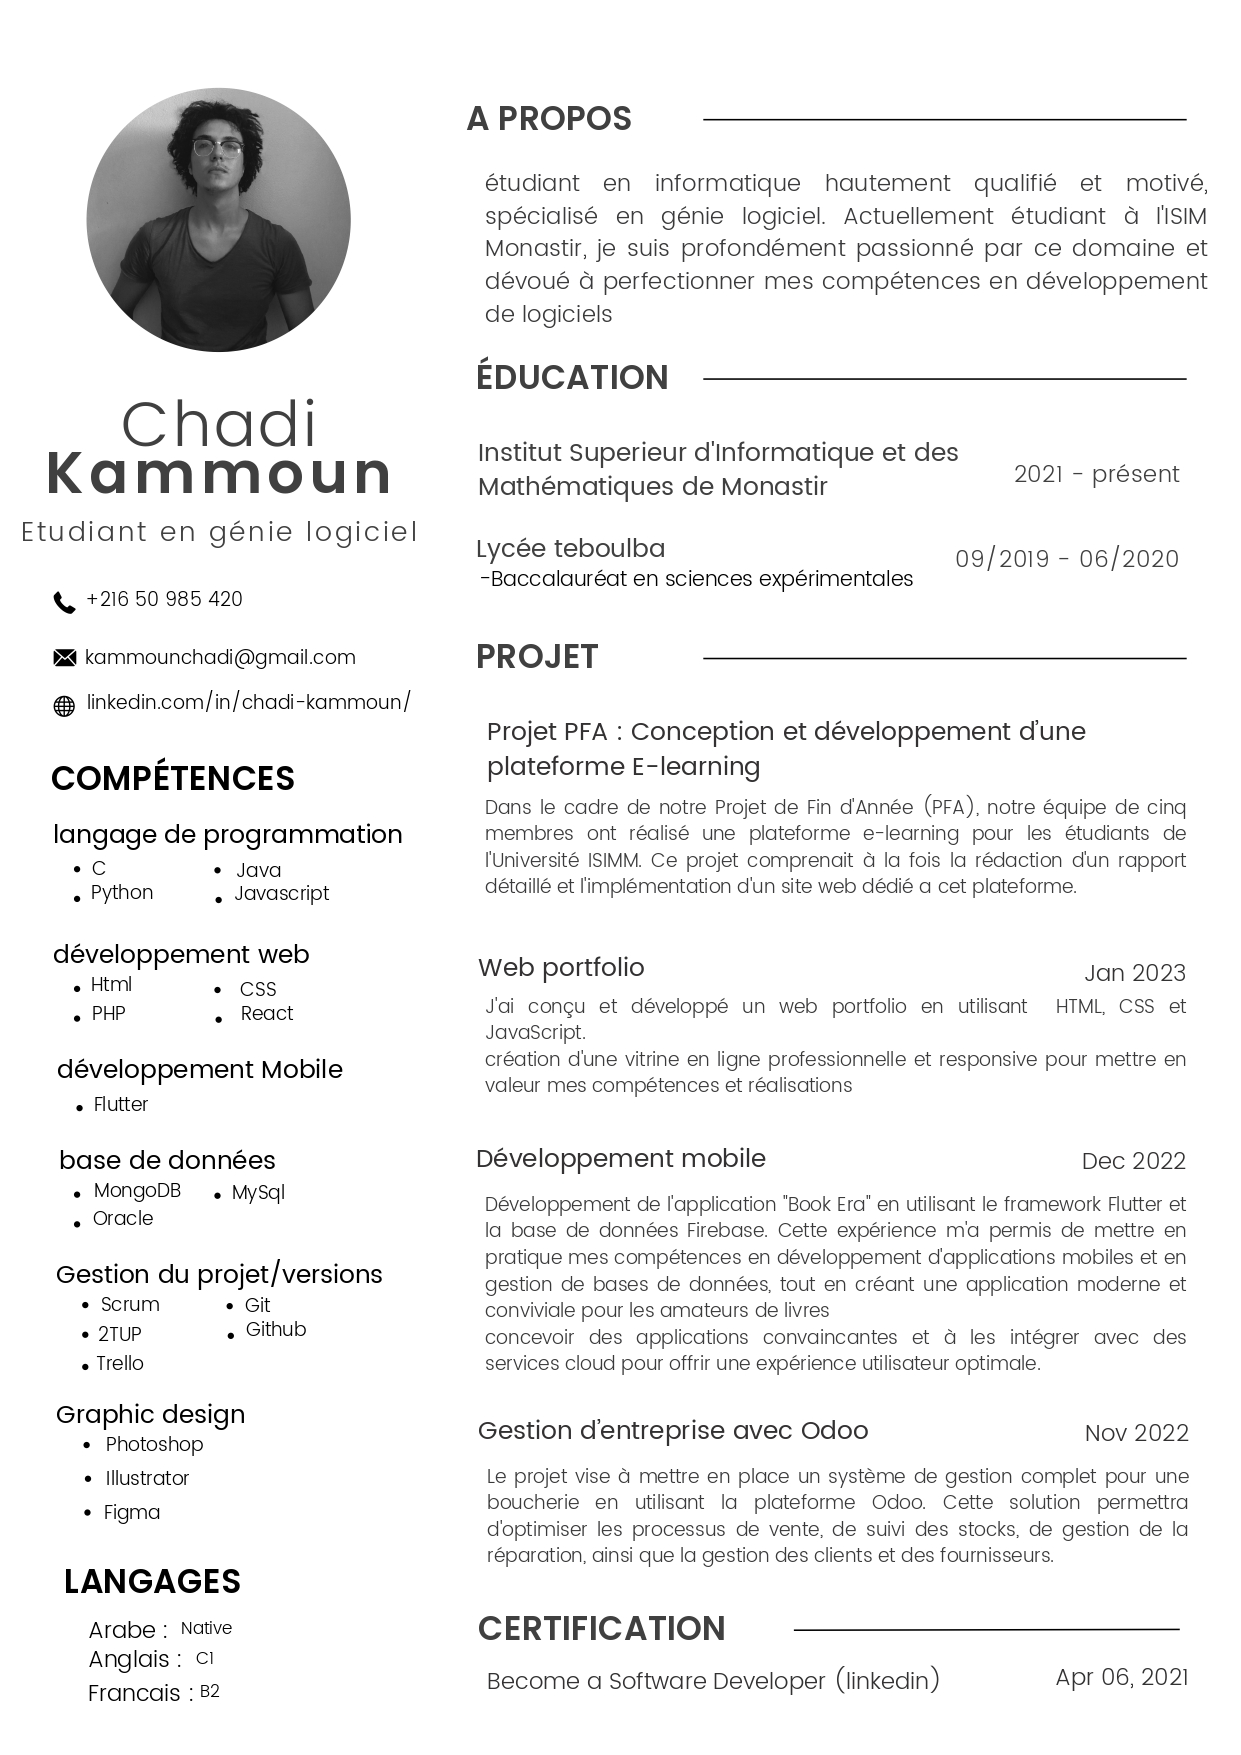 Chadi
Kammoun
Etudiant en génie logiciel
+216 50 985 420
kammounchadi@gmail.com
linkedin.com/in/chadi-kammoun/
COMPÉTENCES
langage de programmation
• C
• Java
• Python
• Javascript
développement web
• Html
• CSS
• PHP
• React
développement Mobile
• Flutter
base de données
• MongoDB
• MySql
• Oracle
Gestion du projet/versions
• Scrum
• Git
• 2TUP
• Github
• Trello
Graphic design
• Photoshop
• Illustrator
• Figma
LANGAGES
Arabe : Native
Anglais : C1
Francais : B2
A PROPOS
étudiant en informatique hautement qualifié et motivé,
spécialisé en génie logiciel. Actuellement étudiant à l'ISIM
Monastir, je suis profondément passionné par ce domaine et
dévoué à perfectionner mes compétences en développement
de logiciels
ÉDUCATION
Institut Superieur d'Informatique et des
Mathématiques de Monastir
2021 - présent
Lycée teboulba
-Baccalauréat en sciences expérimentales
09/2019 - 06/2020
PROJET
Projet PFA : Conception et développement d’une
plateforme E-learning
Dans le cadre de notre Projet de Fin d'Année (PFA), notre équipe de cinq
membres ont réalisé une plateforme e-learning pour les étudiants de
l'Université ISIMM. Ce projet comprenait à la fois la rédaction d'un rapport
détaillé et l'implémentation d'un site web dédié a cet plateforme.
Web portfolio
Jan 2023
J'ai conçu et développé un web portfolio en utilisant HTML, CSS et
JavaScript.
création d'une vitrine en ligne professionnelle et responsive pour mettre en
valeur mes compétences et réalisations
Développement mobile
Dec 2022
Développement de l'application "Book Era" en utilisant le framework Flutter et
la base de données Firebase. Cette expérience m'a permis de mettre en
pratique mes compétences en développement d'applications mobiles et en
gestion de bases de données, tout en créant une application moderne et
conviviale pour les amateurs de livres
concevoir des applications convaincantes et à les intégrer avec des
services cloud pour offrir une expérience utilisateur optimale.
Gestion d’entreprise avec Odoo
Nov 2022
Le projet vise à mettre en place un système de gestion complet pour une
boucherie en utilisant la plateforme Odoo. Cette solution permettra
d'optimiser les processus de vente, de suivi des stocks, de gestion de la
réparation, ainsi que la gestion des clients et des fournisseurs.
CERTIFICATION
Become a Software Developer (linkedin)
Apr 06, 2021